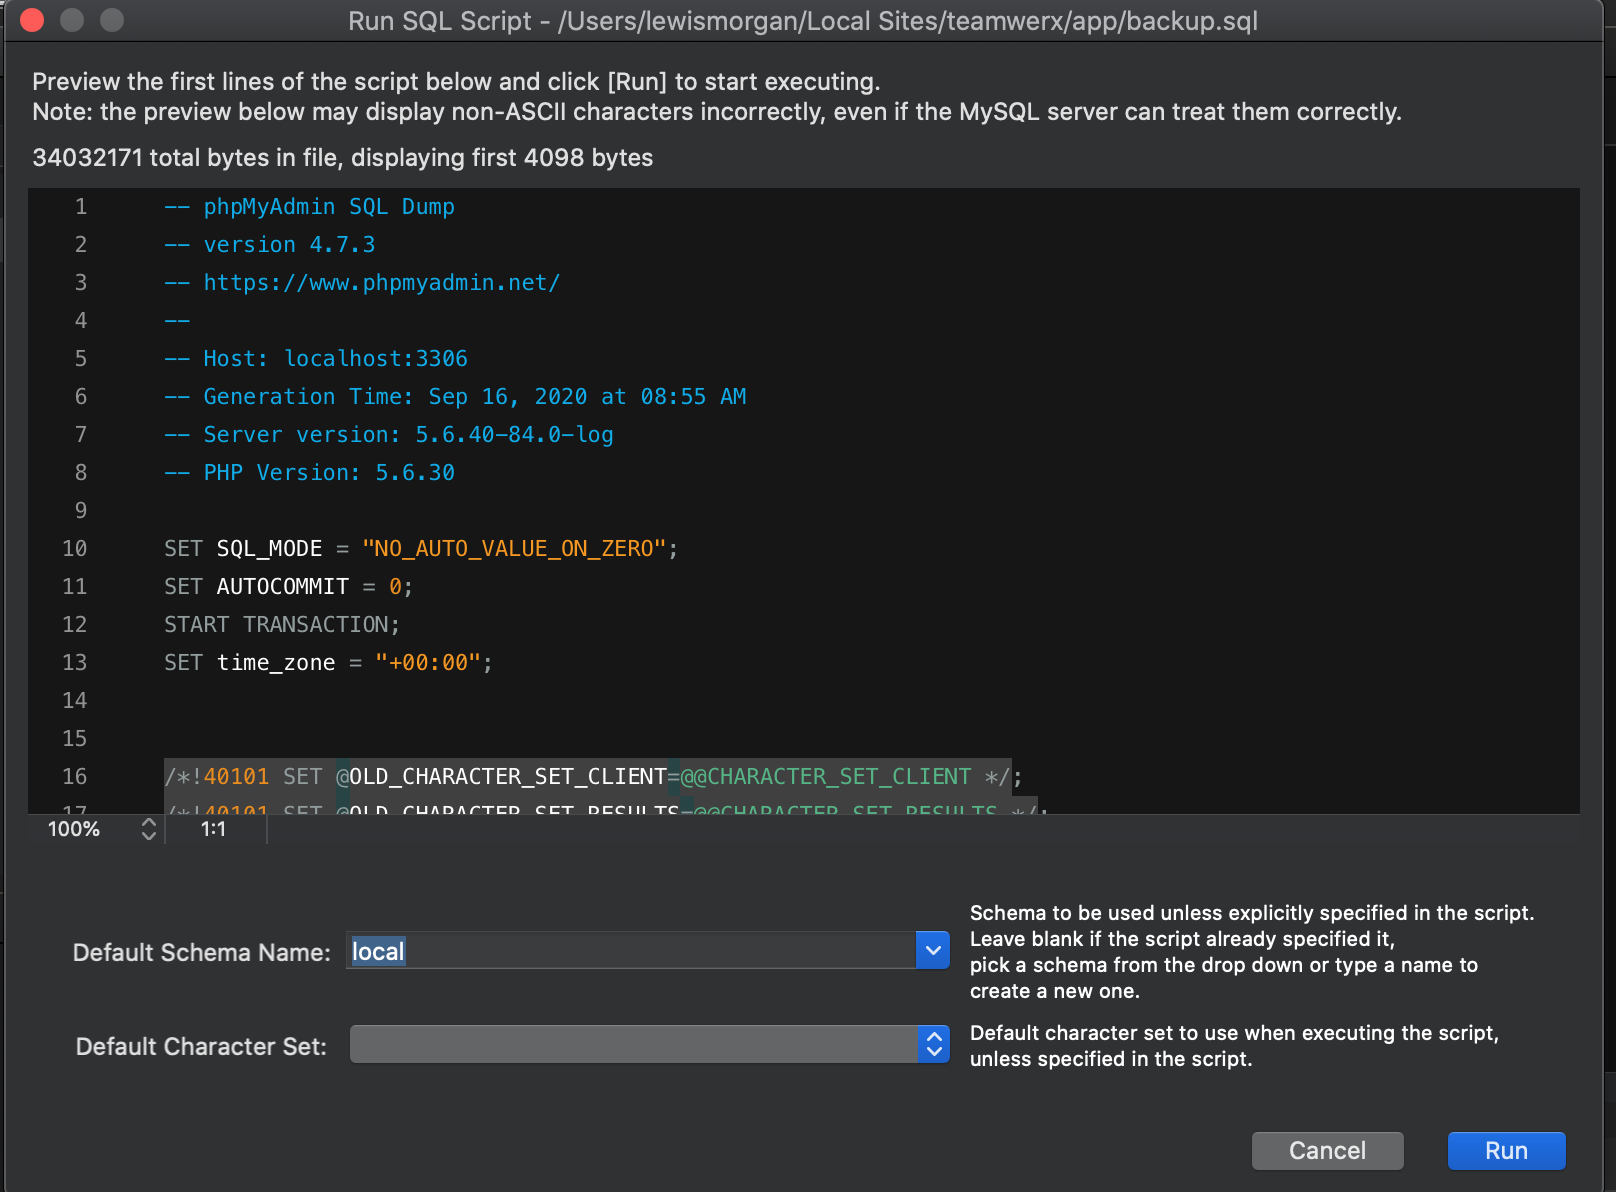 Run SQL Script - /Users/lewismorgan/Local Sites/teamwerx/app/backup.sql
Preview the first lines of the script below and click [Run] to start executing.
Note: the preview below may display non-ASCII characters incorrectly, even if the MySQL server can treat them correctly.
34032171 total bytes in file, displaying first 4098 bytes
1 -- phpMyAdmin SQL Dump
2 -- version 4.7.3
3 -- https://www.phpmyadmin.net/
4 --
5 -- Host: localhost:3306
6 -- Generation Time: Sep 16, 2020 at 08:55 AM
7 -- Server version: 5.6.40-84.0-log
8 -- PHP Version: 5.6.30
9
10 SET SQL_MODE = "NO_AUTO_VALUE_ON_ZERO";
11 SET AUTOCOMMIT = 0;
12 START TRANSACTION;
13 SET time_zone = "+00:00";
14
15
16 /*!40101 SET @OLD_CHARACTER_SET_CLIENT=@@CHARACTER_SET_CLIENT */;
17 /*!40101 SET @OLD_CHARACTER_SET_RESULTS=@@CHARACTER_SET_RESULTS */;
100% 1:1
Default Schema Name: local
Schema to be used unless explicitly specified in the script.
Leave blank if the script already specified it,
pick a schema from the drop down or type a name to
create a new one.
Default Character Set:
Default character set to use when executing the script,
unless specified in the script.
Cancel Run